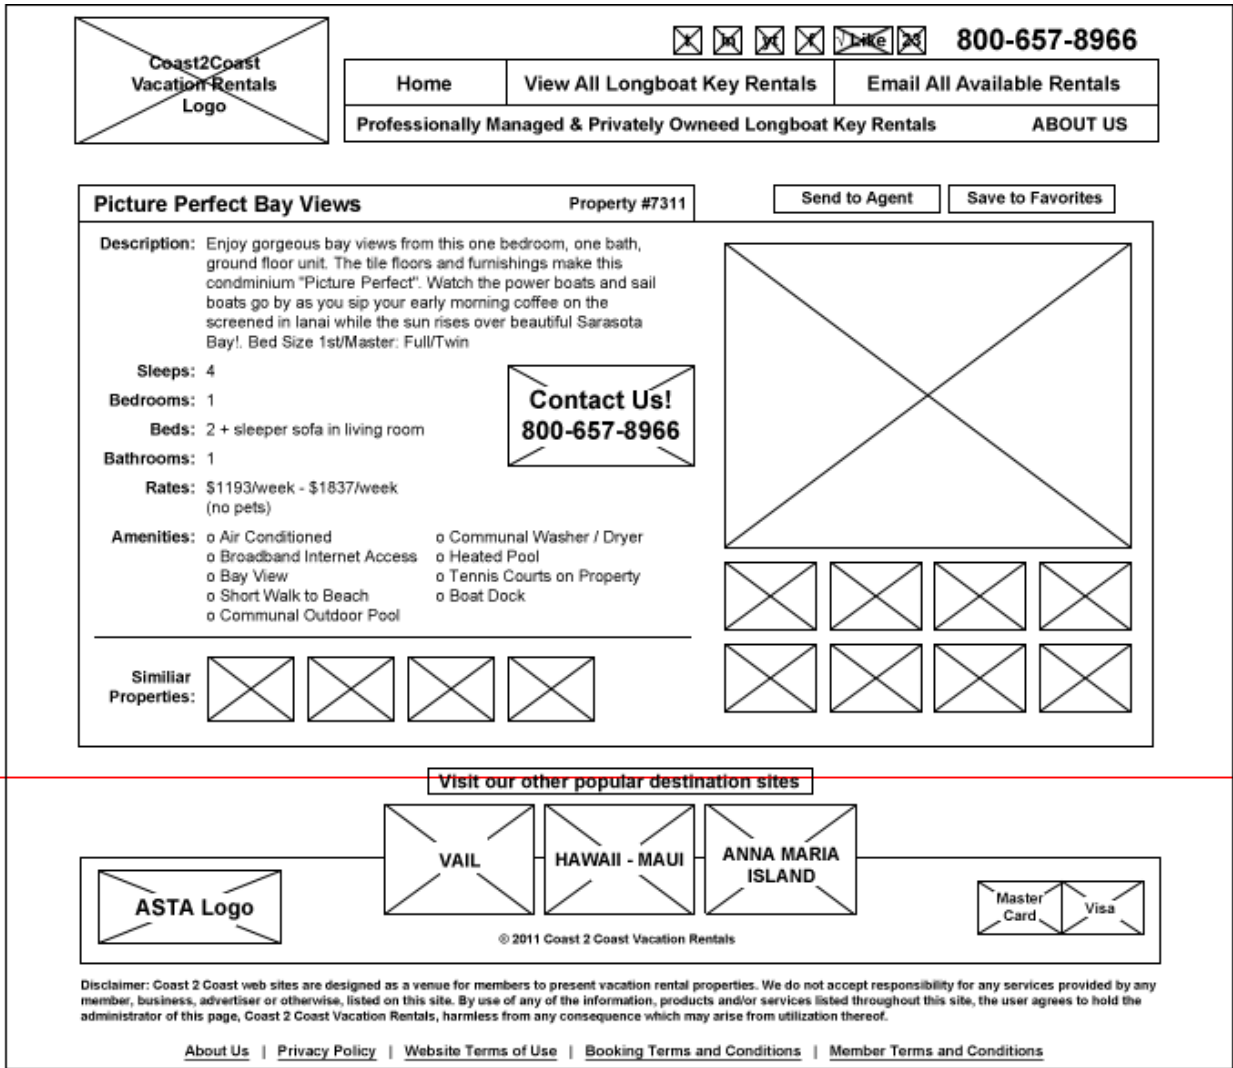 Coast2Coast
Vacation Rentals
Logo
t in yr f √ Like 23 800-657-8966
Home View All Longboat Key Rentals Email All Available Rentals
Professionally Managed & Privately Owneed Longboat Key Rentals ABOUT US
Picture Perfect Bay Views Property #7311 Send to Agent Save to Favorites
Description: Enjoy gorgeous bay views from this one bedroom, one bath,
ground floor unit. The tile floors and furnishings make this
condminium "Picture Perfect". Watch the power boats and sail
boats go by as you sip your early morning coffee on the
screened in lanai while the sun rises over beautiful Sarasota
Bay!. Bed Size 1st/Master: Full/Twin
Sleeps: 4
Bedrooms: 1
Beds: 2 + sleeper sofa in living room
Bathrooms: 1
Rates: $1193/week - $1837/week
(no pets)
Contact Us!
800-657-8966
Amenities: o Air Conditioned o Communal Washer / Dryer
o Broadband Internet Access o Heated Pool
o Bay View o Tennis Courts on Property
o Short Walk to Beach o Boat Dock
o Communal Outdoor Pool
Similiar
Properties:
Visit our other popular destination sites
VAIL HAWAII - MAUI ANNA MARIA
ISLAND
ASTA Logo
Master
Card
Visa
© 2011 Coast 2 Coast Vacation Rentals
Disclaimer: Coast 2 Coast web sites are designed as a venue for members to present vacation rental properties. We do not accept responsibility for any services provided by any
member, business, advertiser or otherwise, listed on this site. By use of any of the information, products and/or services listed throughout this site, the user agrees to hold the
administrator of this page, Coast 2 Coast Vacation Rentals, harmless from any consequence which may arise from utilization thereof.
About Us | Privacy Policy | Website Terms of Use | Booking Terms and Conditions | Member Terms and Conditions